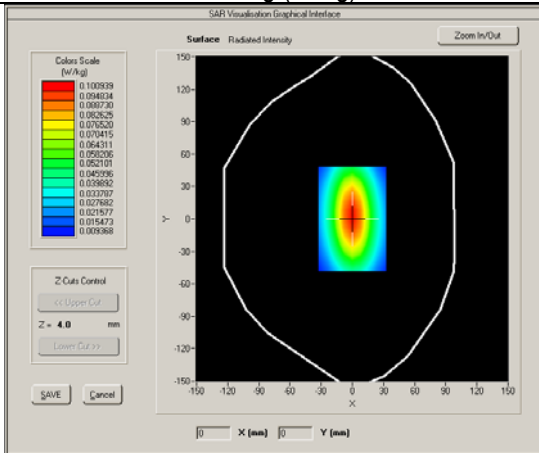 SAR Visualisation Graphical Interface
Surface Radiated Intensity
Zoom In/Out
Colors Scale
(W/kg)
0.100939
0.094834
0.088730
0.082625
0.076520
0.070415
0.064311
0.058206
0.052101
0.045996
0.039892
0.033787
0.027682
0.021577
0.015473
0.009368
150
120
90
60
30
0
-30
-60
-90
-120
-150
Y
-150 -120 -90 -60 -30 0 30 60 90 120 150
X
Z-Cuts Control
<< Upper Cut
Z = 4.0 mm
Lower Cut >>
SAVE Cancel
0 X (mm) 0 Y (mm)